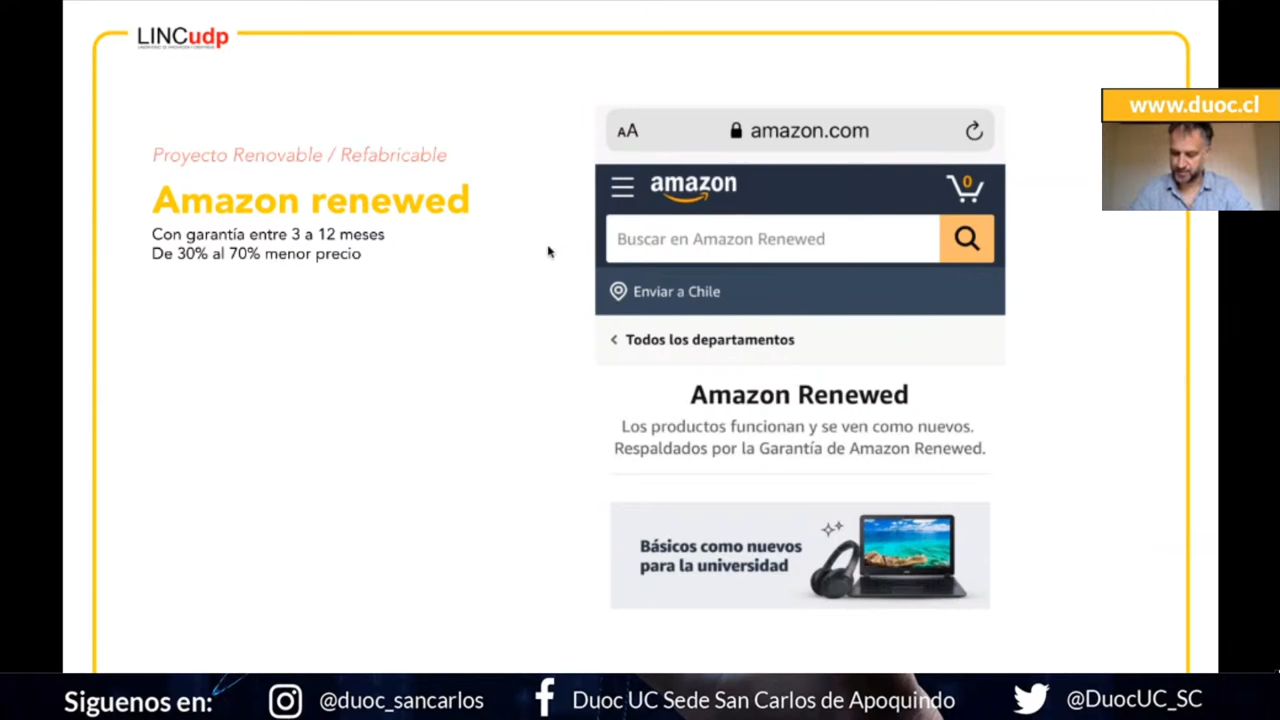 LINCudp
www.duoc.cl
Proyecto Renovable / Refabricable
Amazon renewed
Con garantía entre 3 a 12 meses
De 30% al 70% menor precio
AA
amazon.com
amazon
0
Buscar en Amazon Renewed
Enviar a Chile
Todos los departamentos
Amazon Renewed
Los productos funcionan y se ven como nuevos.
Respaldados por la Garantía de Amazon Renewed.
Básicos como nuevos
para la universidad
Siguenos en:
@duoc_sancarlos
Duoc UC Sede San Carlos de Apoquindo
@DuocUC_SC